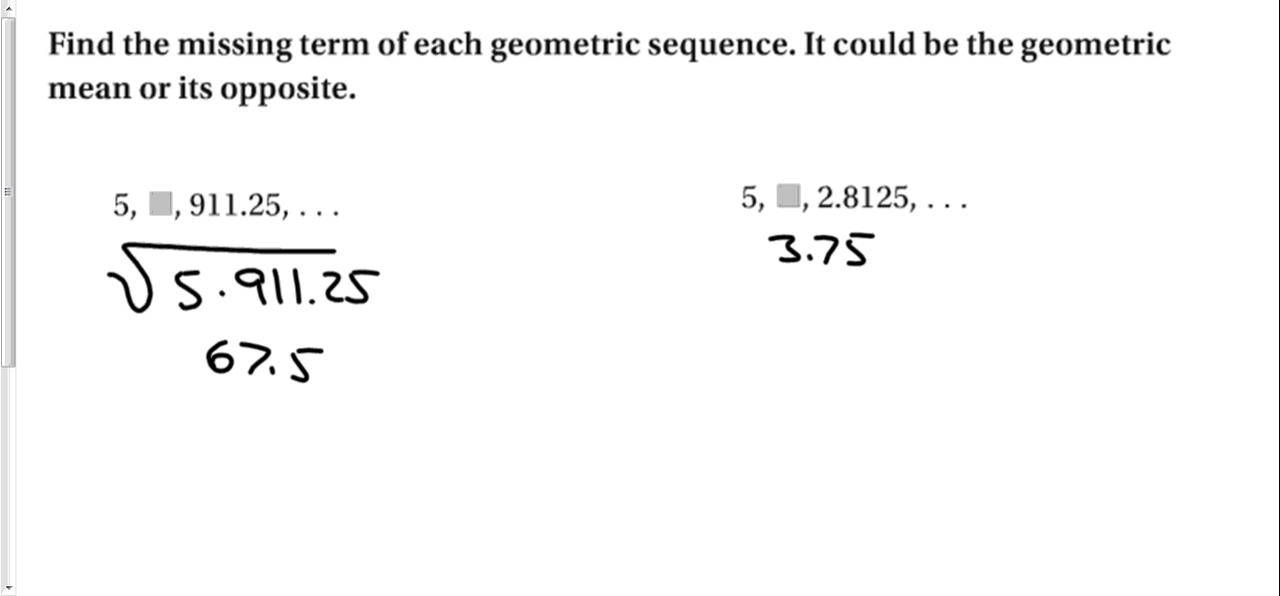 Find the missing term of each geometric sequence. It could be the geometric
mean or its opposite.
5, ■, 911.25, . . .
√5·911.25
67.5
5, ■, 2.8125, . . .
3.75